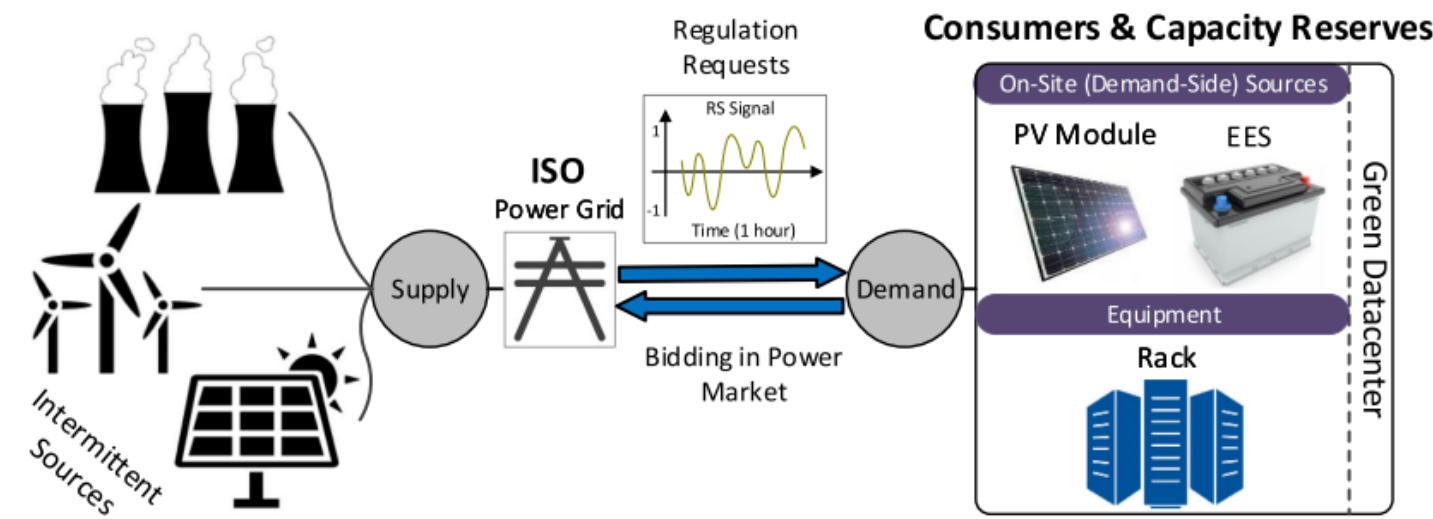 Intermittent
Sources
Supply
ISO
Power Grid
Regulation
Requests
RS Signal
1
-1
Time (1 hour)
Bidding in Power
Market
Demand
Consumers & Capacity Reserves
On-Site (Demand-Side) Sources
PV Module
EES
Equipment
Rack
Green Datacenter